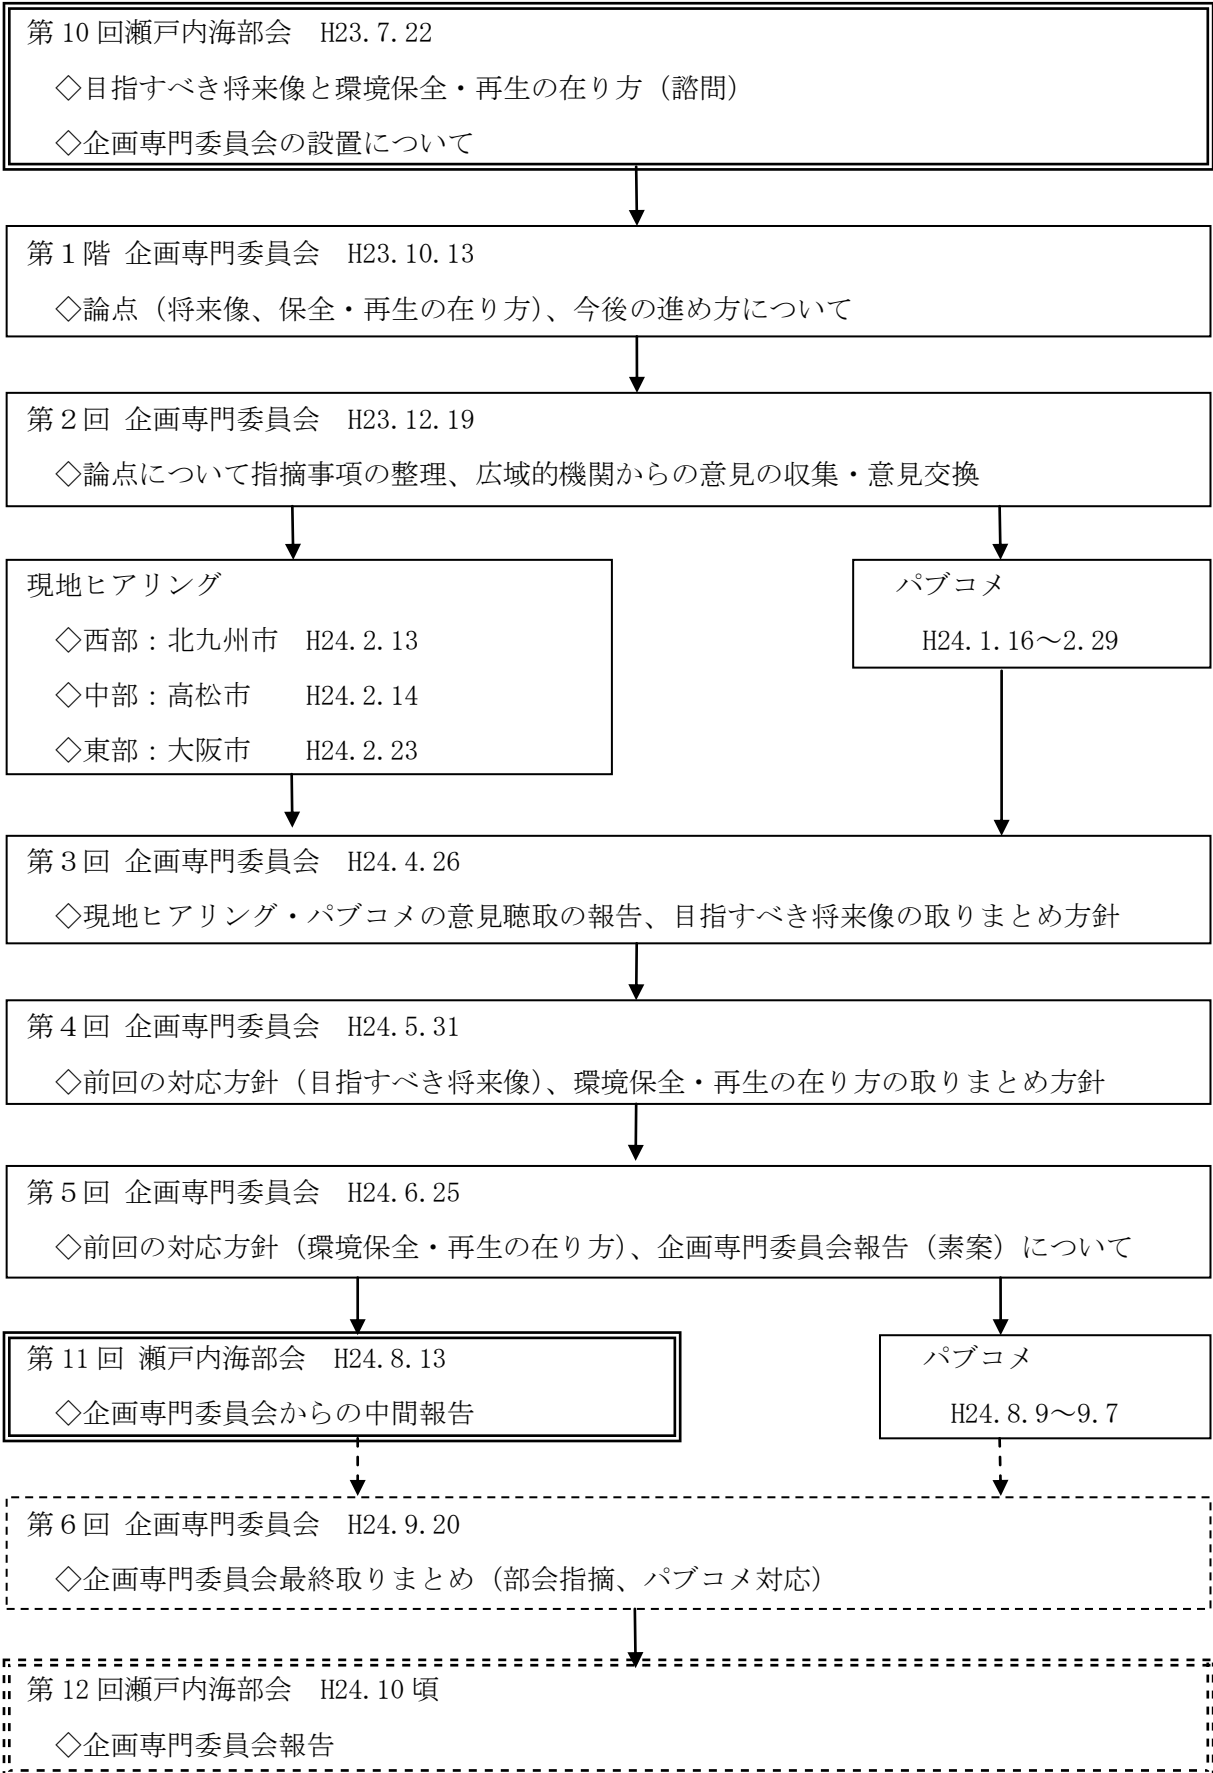 第 10 回瀬戸内海部会　H23.7.22
◇目指すべき将来像と環境保全・再生の在り方（諮問）
◇企画専門委員会の設置について
第１階 企画専門委員会　H23.10.13
◇論点（将来像、保全・再生の在り方）、今後の進め方について
第２回 企画専門委員会　H23.12.19
◇論点について指摘事項の整理、広域的機関からの意見の収集・意見交換
現地ヒアリング
◇西部：北九州市　H24.2.13
◇中部：高松市　　H24.2.14
◇東部：大阪市　　H24.2.23
パブコメ
H24.1.16～2.29
第３回 企画専門委員会　H24.4.26
◇現地ヒアリング・パブコメの意見聴取の報告、目指すべき将来像の取りまとめ方針
第４回 企画専門委員会　H24.5.31
◇前回の対応方針（目指すべき将来像）、環境保全・再生の在り方の取りまとめ方針
第５回 企画専門委員会　H24.6.25
◇前回の対応方針（環境保全・再生の在り方）、企画専門委員会報告（素案）について
第 11 回 瀬戸内海部会　H24.8.13
◇企画専門委員会からの中間報告
パブコメ
H24.8.9～9.7
第６回 企画専門委員会　H24.9.20
◇企画専門委員会最終取りまとめ（部会指摘、パブコメ対応）
第 12 回瀬戸内海部会　H24.10 頃
◇企画専門委員会報告